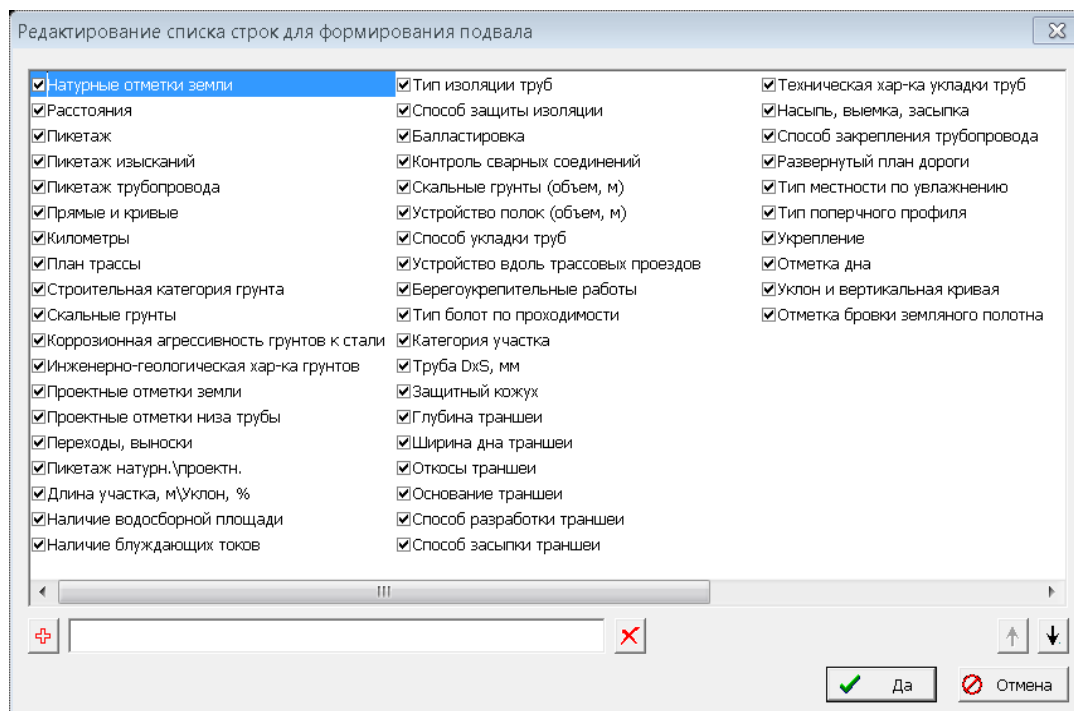 Редактирование списка строк для формирования подвала
Натурные отметки земли
Расстояния
Пикетаж
Пикетаж изысканий
Пикетаж трубопровода
Прямые и кривые
Километры
План трассы
Строительная категория грунта
Скальные грунты
Коррозионная агрессивность грунтов к стали
Инженерно-геологическая хар-ка грунтов
Проектные отметки земли
Проектные отметки низа трубы
Переходы, выноски
Пикетаж натурн.\проектн.
Длина участка, м\Уклон, %
Наличие водосборной площади
Наличие блуждающих токов
Тип изоляции труб
Способ защиты изоляции
Балластировка
Контроль сварных соединений
Скальные грунты (объем, м)
Устройство полок (объем, м)
Способ укладки труб
Устройство вдоль трассовых проездов
Берегоукрепительные работы
Тип болот по проходимости
Категория участка
Труба DxS, мм
Защитный кожух
Глубина траншеи
Ширина дна траншеи
Откосы траншеи
Основание траншеи
Способ разработки траншеи
Способ засыпки траншеи
Техническая хар-ка укладки труб
Насыпь, выемка, засыпка
Способ закрепления трубопровода
Развернутый план дороги
Тип местности по увлажнению
Тип поперчного профиля
Укрепление
Отметка дна
Уклон и вертикальная кривая
Отметка бровки земляного полотна
Да
Отмена